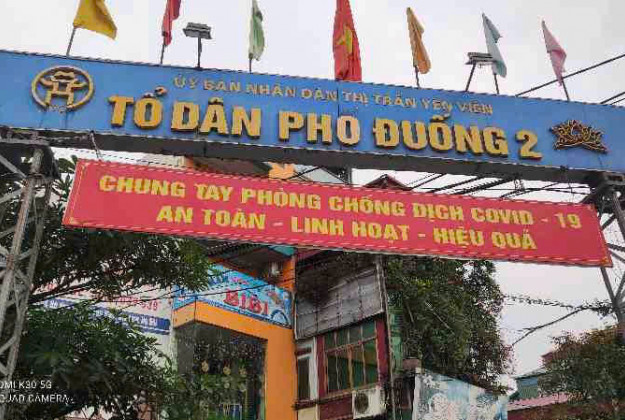 ỦY BAN NHÂN DÂN THỊ TRẤN YÊN VIÊN
TỔ DÂN PHỐ ĐUỐNG 2
CHUNG TAY PHÒNG CHỐNG DỊCH COVID - 19
AN TOÀN - LINH HOẠT - HIỆU QUẢ
BIBI
MI K30 5G
QUAD CAMERA